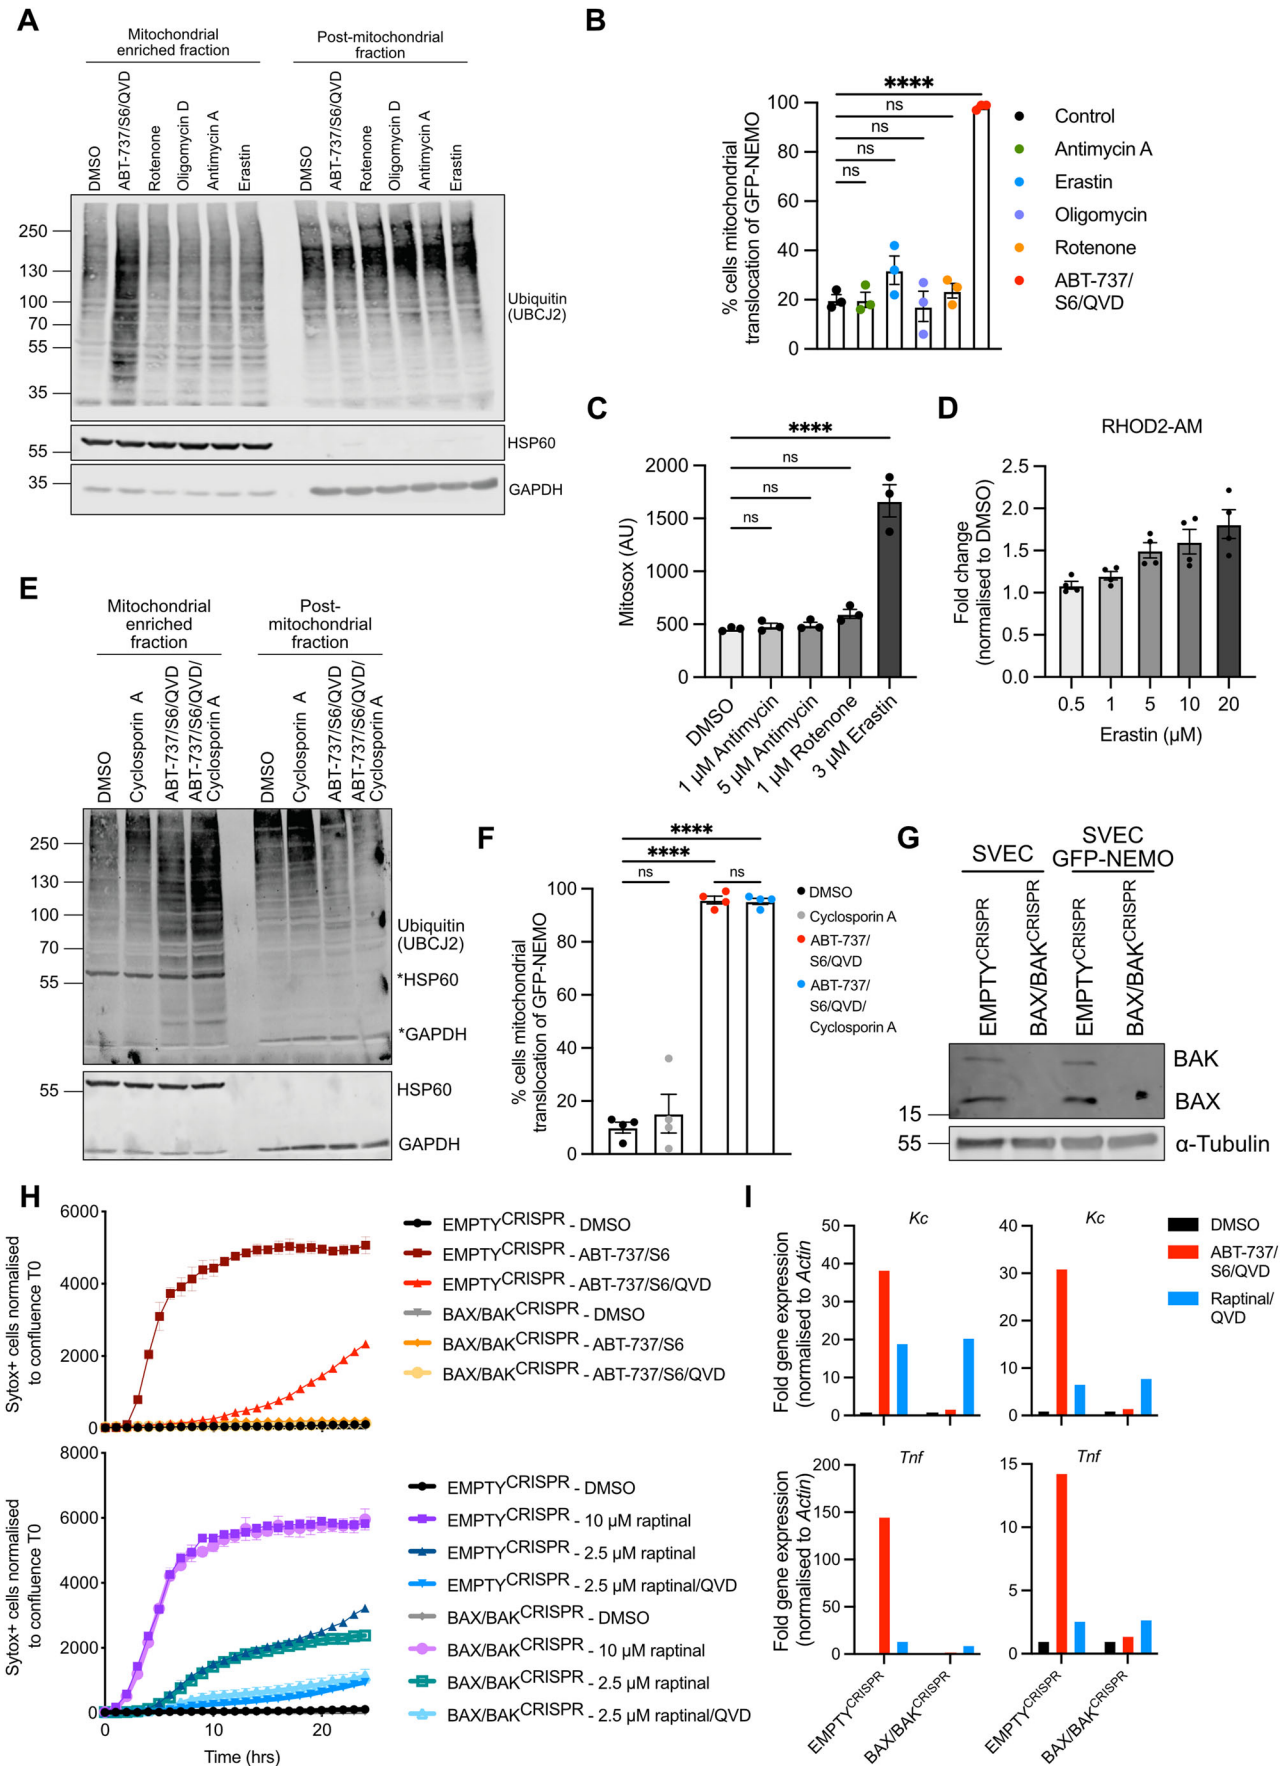 A
Mitochondrial
enriched fraction
Post-mitochondrial
fraction
DMSO
ABT-737/S6/QVD
Rotenone
Oligomycin D
Antimycin A
Erastin
DMSO
ABT-737/S6/QVD
Rotenone
Oligomycin D
Antimycin A
Erastin
250
130
100
70
55
35
Ubiquitin
(UBCJ2)
55
HSP60
35
GAPDH
B
% cells mitochondrial
translocation of GFP-NEMO
100
80
60
40
20
0
****
ns
ns
ns
ns
Control
Antimycin A
Erastin
Oligomycin
Rotenone
ABT-737/
S6/QVD
C
Mitosox (AU)
2000
1500
1000
500
0
****
ns
ns
ns
DMSO
1 µM Antimycin
5 µM Antimycin
1 µM Rotenone
3 µM Erastin
D
RHOD2-AM
Fold change
(normalised to DMSO)
2.5
2.0
1.5
1.0
0.5
0.0
0.5 1 5 10 20
Erastin (µM)
E
Mitochondrial
enriched
fraction
Post-
mitochondrial
fraction
DMSO
Cyclosporin A
ABT-737/S6/QVD
ABT-737/S6/QVD/
Cyclosporin A
DMSO
Cyclosporin A
ABT-737/S6/QVD
ABT-737/S6/QVD/
Cyclosporin A
250
130
100
70
55
Ubiquitin
(UBCJ2)
*HSP60
*GAPDH
55
HSP60
GAPDH
F
% cells mitochondrial
translocation of GFP-NEMO
100
80
60
40
20
0
****
****
ns
ns
DMSO
Cyclosporin A
ABT-737/
S6/QVD
ABT-737/
S6/QVD/
Cyclosporin A
G
SVEC
SVEC
GFP-NEMO
EMPTYCRISPR
BAX/BAKCRISPR
EMPTYCRISPR
BAX/BAKCRISPR
BAK
BAX
15
55
α-Tubulin
H
Sytox+ cells normalised
to confluence T0
6000
4000
2000
0
EMPTYCRISPR - DMSO
EMPTYCRISPR - ABT-737/S6
EMPTYCRISPR - ABT-737/S6/QVD
BAX/BAKCRISPR - DMSO
BAX/BAKCRISPR - ABT-737/S6
BAX/BAKCRISPR - ABT-737/S6/QVD
Sytox+ cells normalised
to confluence T0
8000
6000
4000
2000
0
0 10 20
Time (hrs)
EMPTYCRISPR - DMSO
EMPTYCRISPR - 10 µM raptinal
EMPTYCRISPR - 2.5 µM raptinal
EMPTYCRISPR - 2.5 µM raptinal/QVD
BAX/BAKCRISPR - DMSO
BAX/BAKCRISPR - 10 µM raptinal
BAX/BAKCRISPR - 2.5 µM raptinal
BAX/BAKCRISPR - 2.5 µM raptinal/QVD
I
Fold gene expression
(normalised to Actin)
Kc
50
40
30
20
10
0
Kc
40
30
20
10
0
DMSO
ABT-737/
S6/QVD
Raptinal/
QVD
Fold gene expression
(normalised to Actin)
Tnf
200
150
100
50
0
Tnf
15
10
5
0
EMPTYCRISPR
BAX/BAKCRISPR
EMPTYCRISPR
BAX/BAKCRISPR